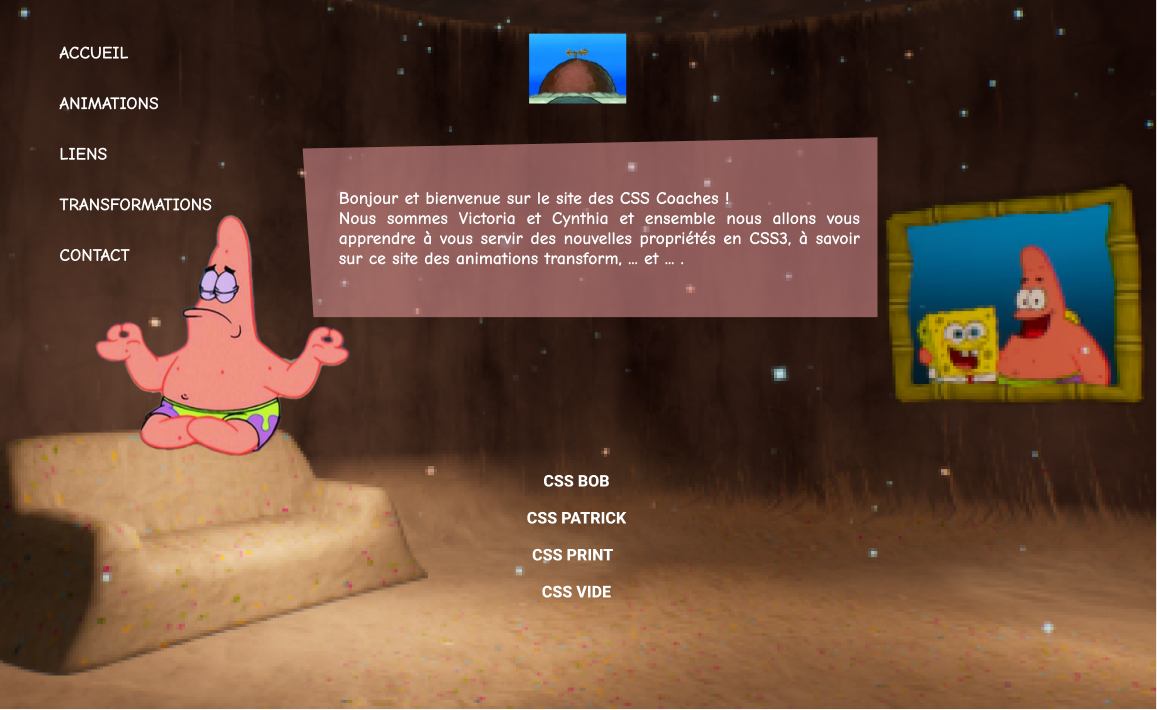 ACCUEIL
ANIMATIONS
LIENS
TRANSFORMATIONS
CONTACT
Bonjour et bienvenue sur le site des CSS Coaches !
Nous sommes Victoria et Cynthia et ensemble nous allons vous
apprendre à vous servir des nouvelles propriétés en CSS3, à savoir
sur ce site des animations transform, ... et ... .
CSS BOB
CSS PATRICK
CSS PRINT
CSS VIDE